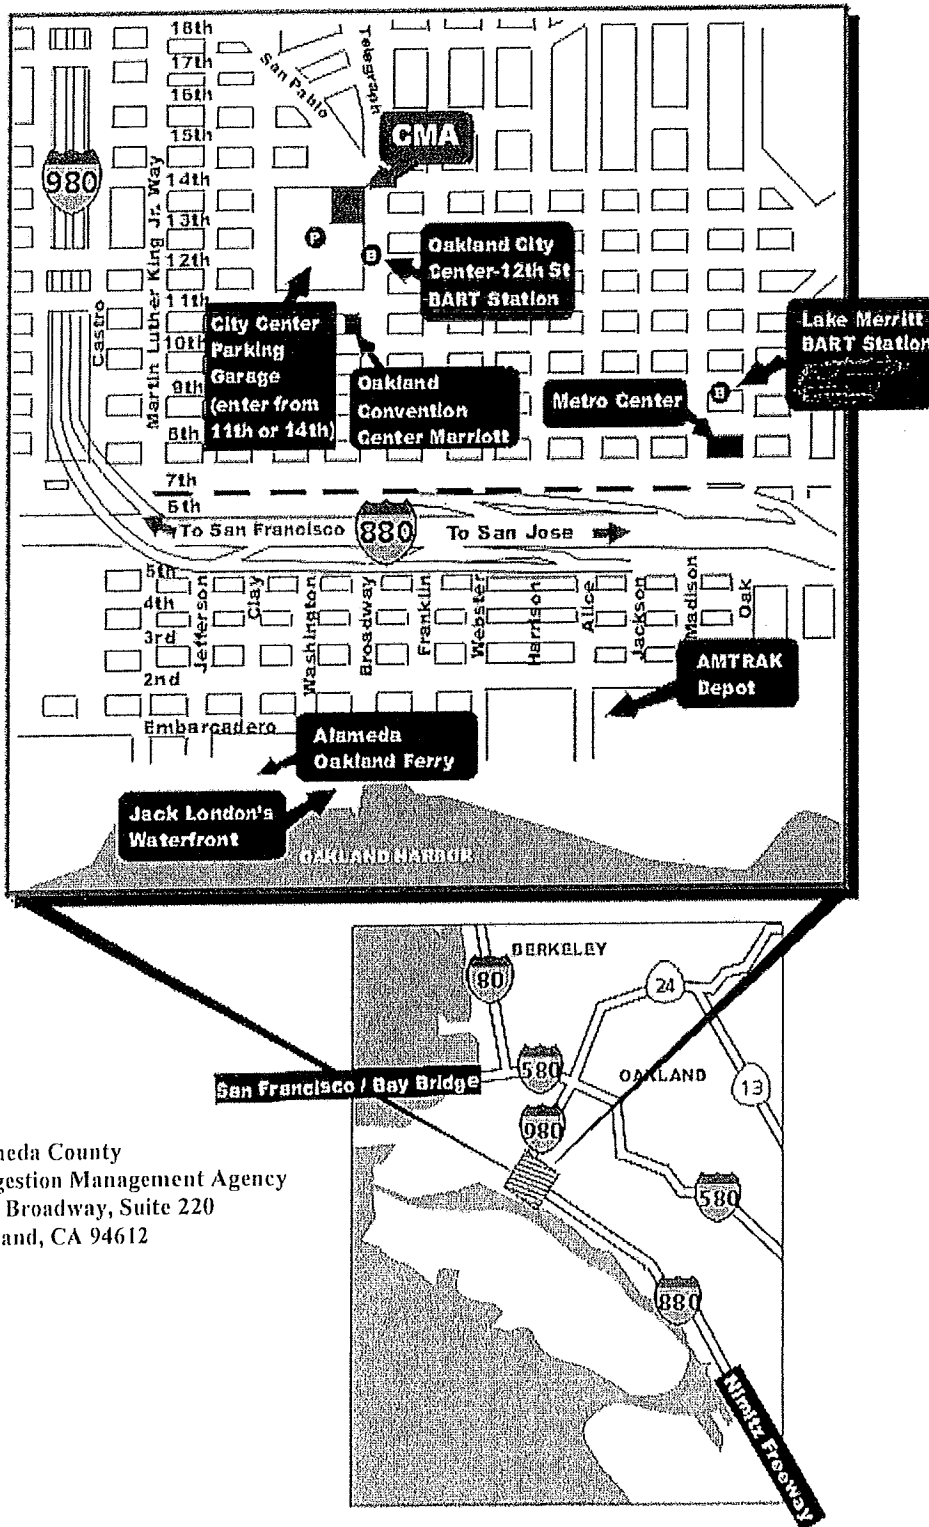 18th
17th
16th
15th
14th
13th
12th
11th
10th
9th
8th
7th
6th
San Pablo
Telegraph
CMA
980
Martin Luther King Jr. Way
Castro
P
B
Oakland City
Center-12th St
BART Station
City Center
Parking
Garage
(enter from
11th or 14th)
Oakland
Convention
Center Marriott
Lake Merritt
BART Station
B
Metro Center
To San Francisco
880
To San Jose
5th
4th
3rd
2nd
Embarcadero
Jefferson
Clay
Washington
Broadway
Franklin
Webster
Harrison
Alice
Jackson
Madison
Oak
AMTRAK
Depot
Alameda
Oakland Ferry
Jack London's
Waterfront
OAKLAND HARBOR
BERKELEY
80
24
580
OAKLAND
13
San Francisco / Bay Bridge
980
580
880
Nimitz Freeway
neda County
gestion Management Agency
Broadway, Suite 220
and, CA 94612